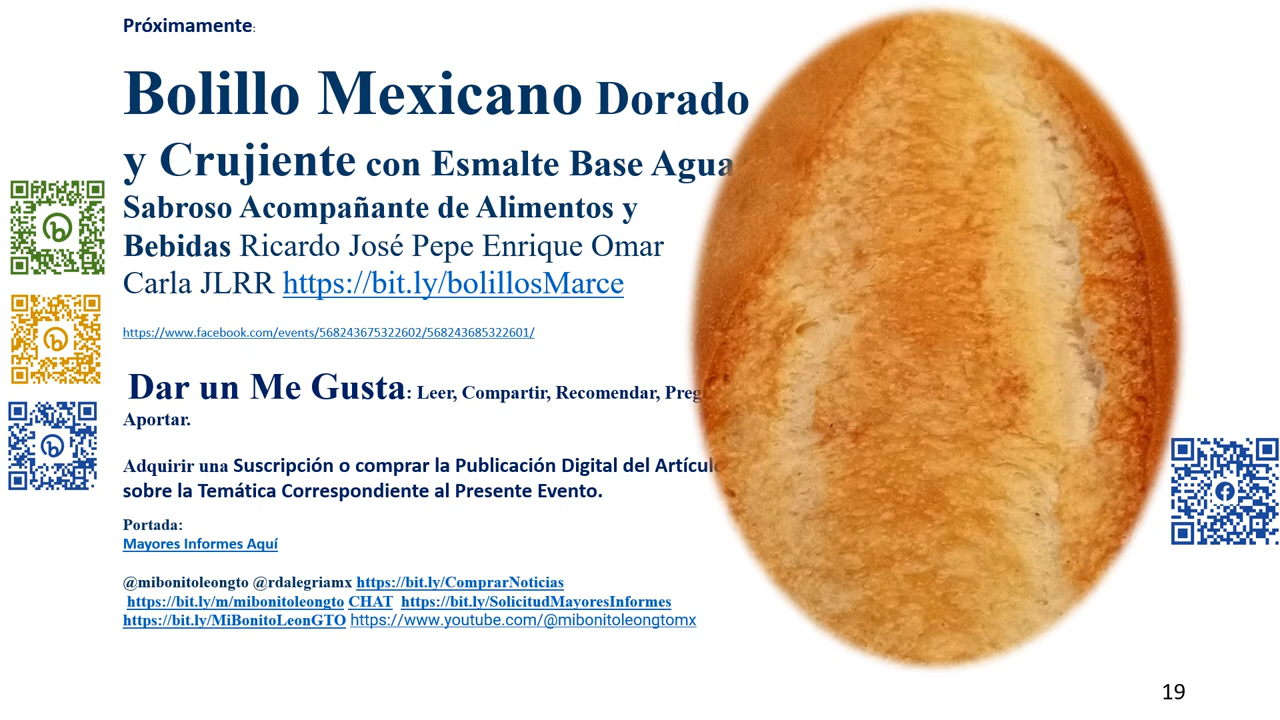 Próximamente:
Bolillo Mexicano Dorado
y Crujiente con Esmalte Base Agua
Sabroso Acompañante de Alimentos y
Bebidas Ricardo José Pepe Enrique Omar
Carla JLRR https://bit.ly/bolillosMarce
https://www.facebook.com/events/568243675322602/568243685322601/
Dar un Me Gusta: Leer, Compartir, Recomendar,
Aportar.
Adquirir una Suscripción o comprar la Publicación Digital del
sobre la Temática Correspondiente al Presente Evento.
Portada:
Mayores Informes Aquí
@mibonitoleongto @rdalegriamx https://bit.ly/ComprarNoticias
https://bit.ly/m/mibonitoleongto CHAT https://bit.ly/SolicitudMayoresInformes
https://bit.ly/MiBonitoLeonGTO https://www.youtube.com/@mibonitoleongtomx
19